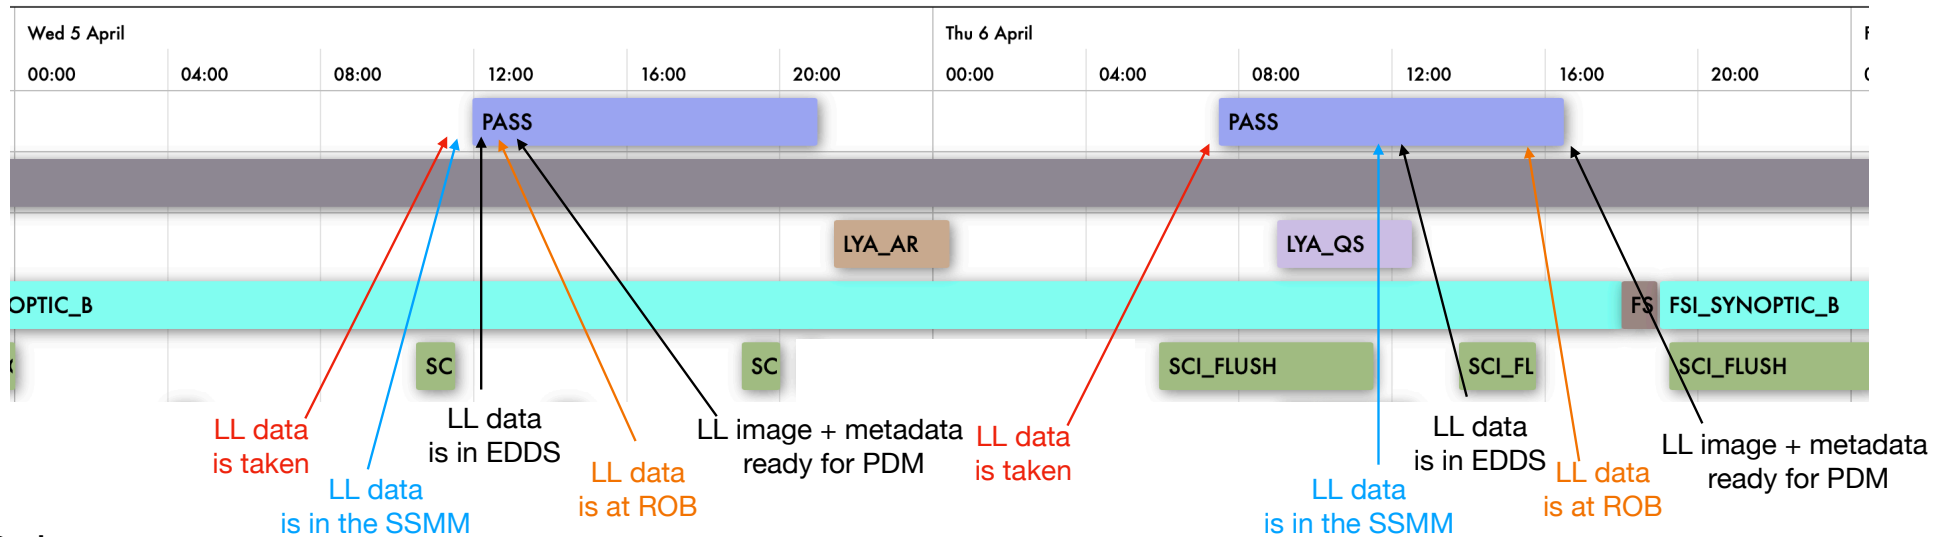 Wed 5 April
Thu 6 April
00:00 04:00 08:00 12:00 16:00 20:00 00:00 04:00 08:00 12:00 16:00 20:00
PASS
PASS
LYA_AR
LYA_QS
OPTIC_B
FS
FSI_SYNOPTIC_B
SC
SC
SCI_FLUSH
SCI_FL
SCI_FLUSH
LL data
is taken
LL data
is in the SSMM
LL data
is in EDDS
LL data
is at ROB
LL image + metadata
ready for PDM
LL data
is taken
LL data
is in the SSMM
LL data
is in EDDS
LL data
is at ROB
LL image + metadata
ready for PDM